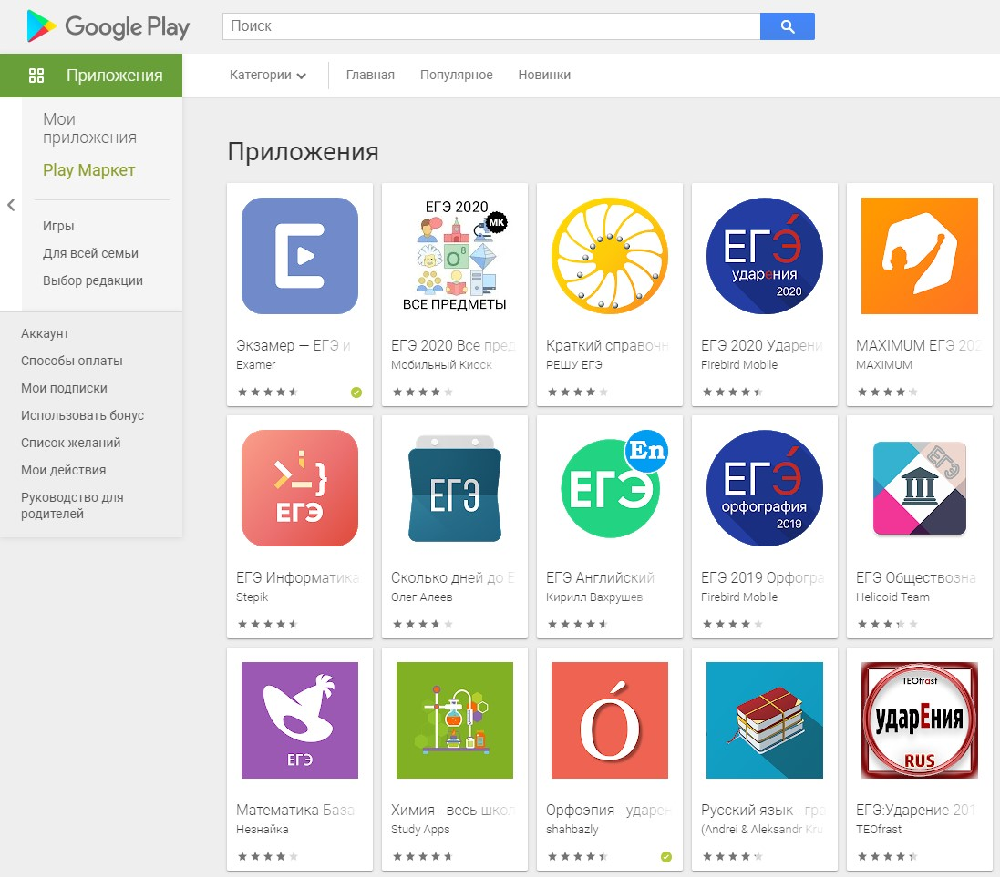 Google Play
Поиск
Приложения
Категории
Главная
Популярное
Новинки
Мои
приложения
Play Маркет
Игры
Для всей семьи
Выбор редакции
Аккаунт
Способы оплаты
Мои подписки
Использовать бонус
Список желаний
Мои действия
Руководство для
родителей
Приложения
ЕГЭ 2020
МК
О
8
ВСЕ ПРЕДМЕТЫ
ЕГЭ́
ударения
2020
Экзамер — ЕГЭ и
Examer
ЕГЭ 2020 Все пред
Мобильный Киоск
Краткий справочн
РЕШУ ЕГЭ
ЕГЭ 2020 Ударени
Firebird Mobile
MAXIMUM ЕГЭ 202
MAXIMUM
ЕГЭ
ЕГЭ
En
ЕГЭ
ЕГЭ́
орфография
2019
ЕГЭ
ЕГЭ Информатика
Stepik
Сколько дней до Е
Олег Алеев
ЕГЭ Английский
Кирилл Вахрушев
ЕГЭ 2019 Орфогра
Firebird Mobile
ЕГЭ Обществозна
Helicoid Team
ЕГЭ
Ó
TEOfrast
ударЕния
RUS
Математика База
Незнайка
Химия - весь школ
Study Apps
Орфоэпия - ударен
shahbazly
Русский язык - гра
(Andrei & Aleksandr Kru
ЕГЭ:Ударение 201
TEOfrast